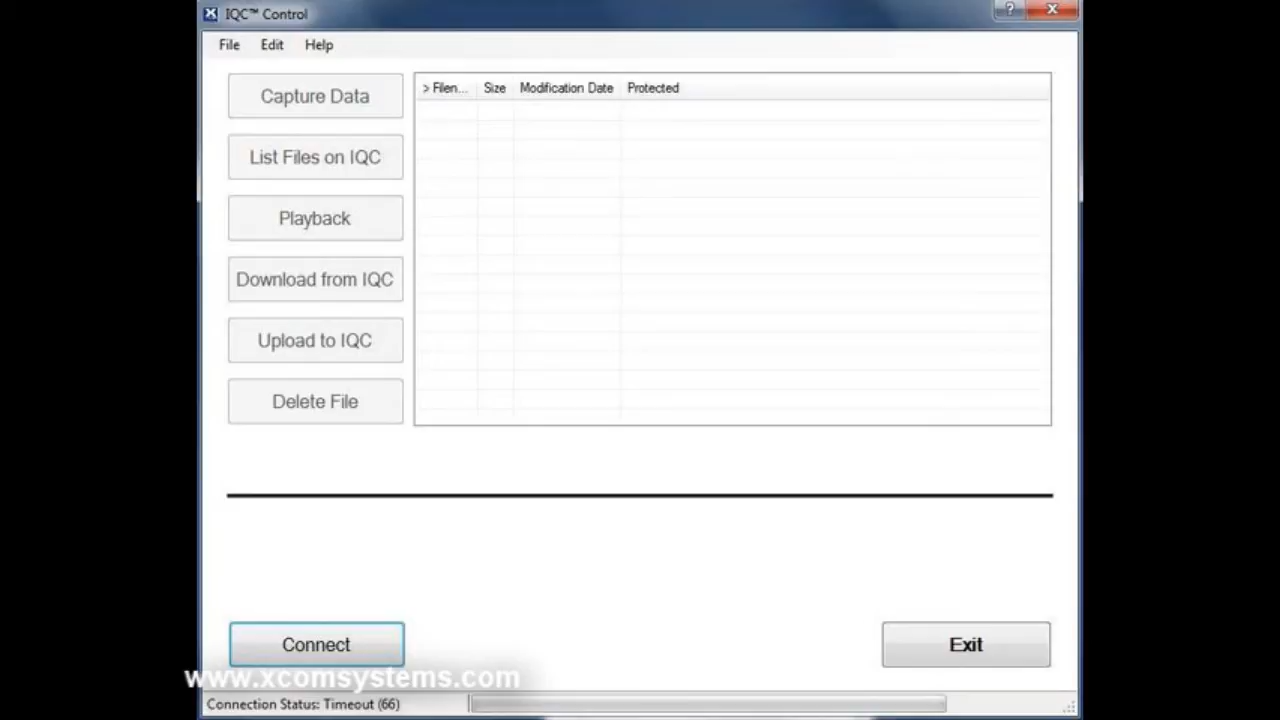 IQC™ Control
File Edit Help
Capture Data
List Files on IQC
Playback
Download from IQC
Upload to IQC
Delete File
> Filen... Size Modification Date Protected
Connect
Exit
www.xcomsystems.com
Connection Status: Timeout (66)